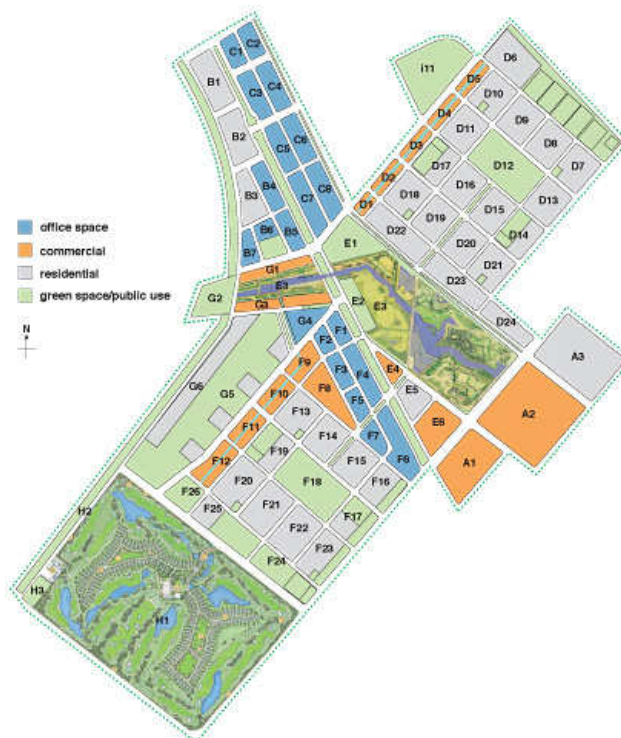 C1
C2
B1
C3
C4
B2
C5
C6
B3
B4
C7
C8
B6
B5
B7
D6
i11
D5
D10
D9
D4
D11
D8
D7
D3
D17
D12
D2
D16
D13
D18
D15
D1
D19
D14
D22
D20
D21
D23
D24
office space
commercial
residential
green space/public use
N
E1
G1
E3
G2
G3
E2
E3
G4
F1
F2
F3
F4
F9
F8
E4
F10
F5
E5
G6
G5
F13
F11
F14
F7
E6
F12
F19
F15
F6
F18
F20
F16
F26
F25
F21
F17
F22
F24
F23
A3
A2
A1
H2
H3
H1